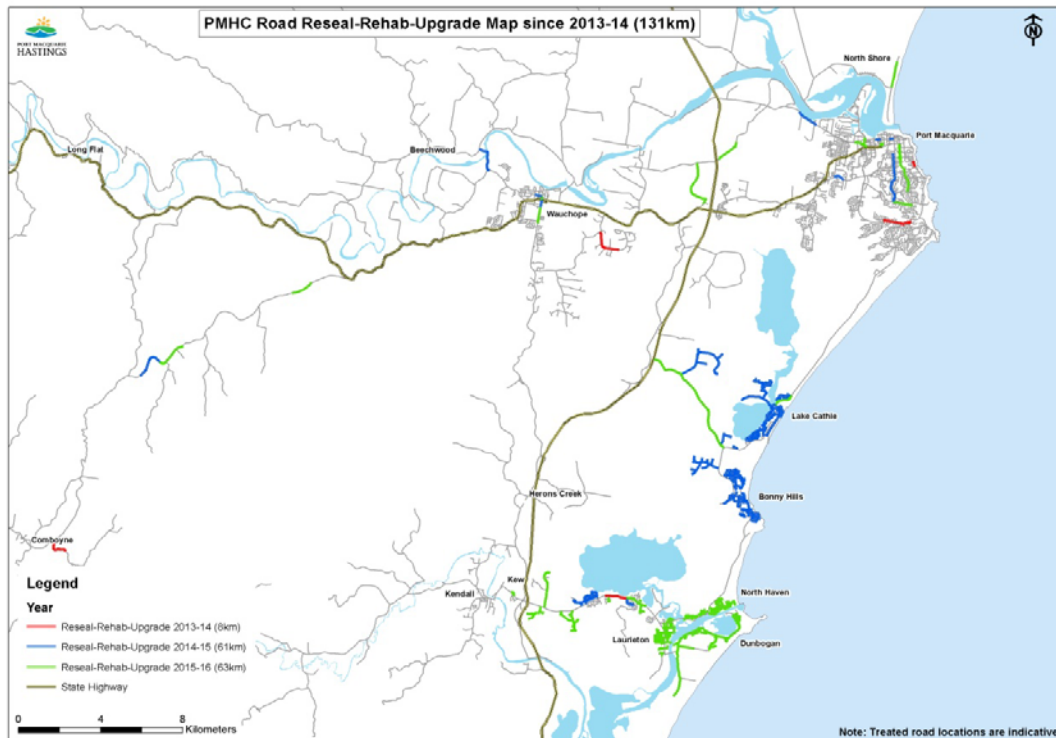 PMHC Road Reseal-Rehab-Upgrade Map since 2013-14 (131km)
PORT MACQUARIE
HASTINGS
N
North Shore
Port Macquarie
Long Flat
Beechwood
Wauchope
Lake Cathie
Bonny Hills
Herons Creek
Comboyne
Kew
Kendall
North Haven
Laurieton
Dunbogan
Legend
Year
Reseal-Rehab-Upgrade 2013-14 (8km)
Reseal-Rehab-Upgrade 2014-15 (61km)
Reseal-Rehab-Upgrade 2015-16 (63km)
State Highway
0 2 4 8
Kilometers
Note: Treated road locations are indicative